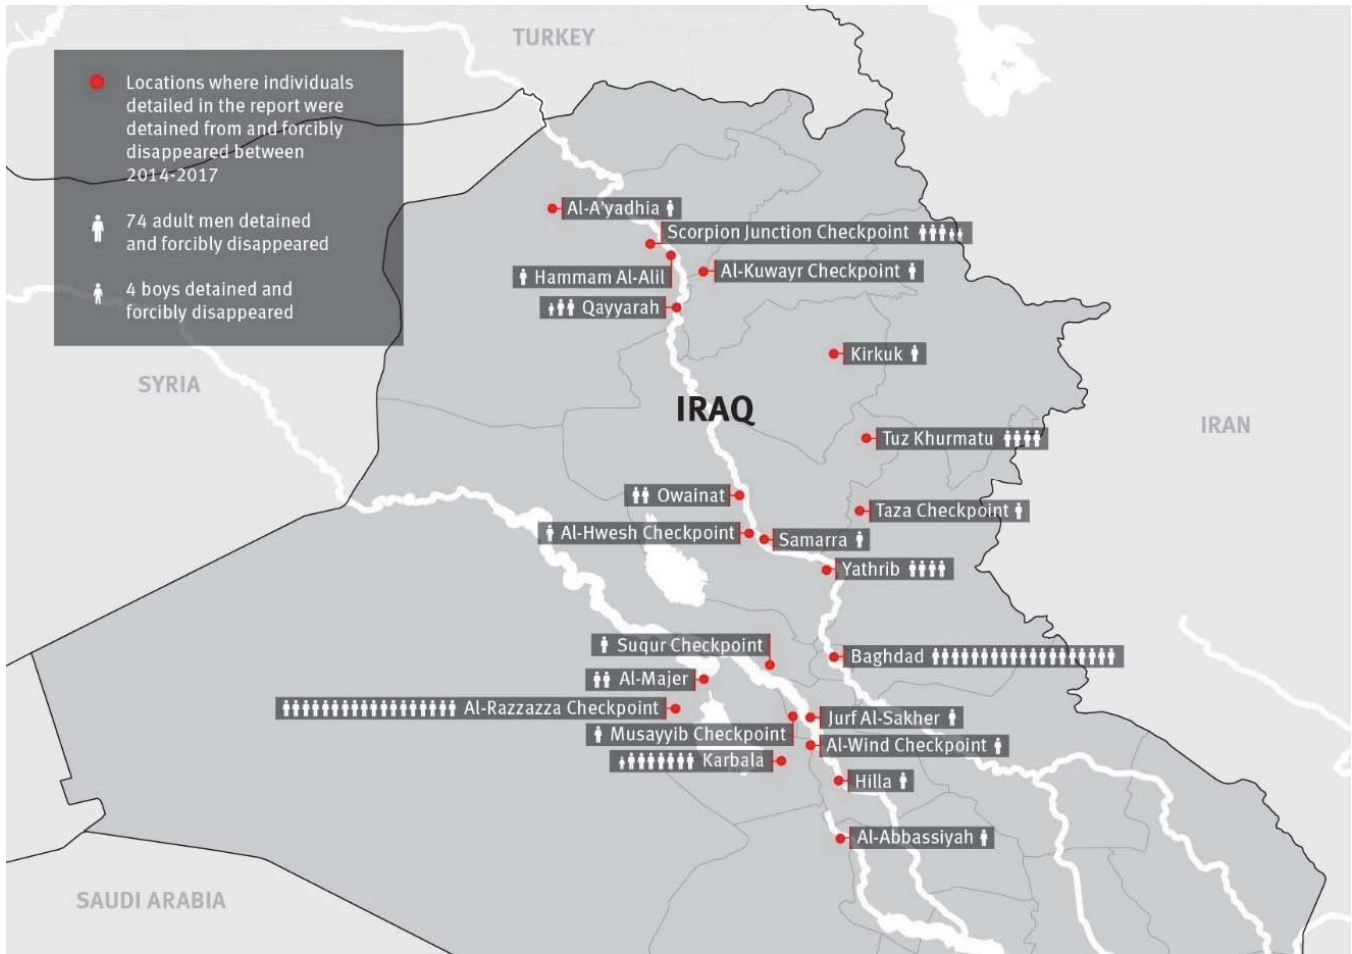 TURKEY
Locations where individuals
detailed in the report were
detained from and forcibly
disappeared between
2014-2017
74 adult men detained
and forcibly disappeared
4 boys detained and
forcibly disappeared
Al-A'yadhia
Scorpion Junction Checkpoint
Hammam Al-Alil
Al-Kuwayr Checkpoint
Qayyarah
Kirkuk
SYRIA
IRAQ
IRAN
Tuz Khurmatu
Owainat
Taza Checkpoint
Al-Hwesh Checkpoint
Samarra
Yathrib
Suqur Checkpoint
Baghdad
Al-Majer
Al-Razzazza Checkpoint
Jurf Al-Sakher
Musayyib Checkpoint
Al-Wind Checkpoint
Karbala
Hilla
Al-Abbassiyah
SAUDI ARABIA